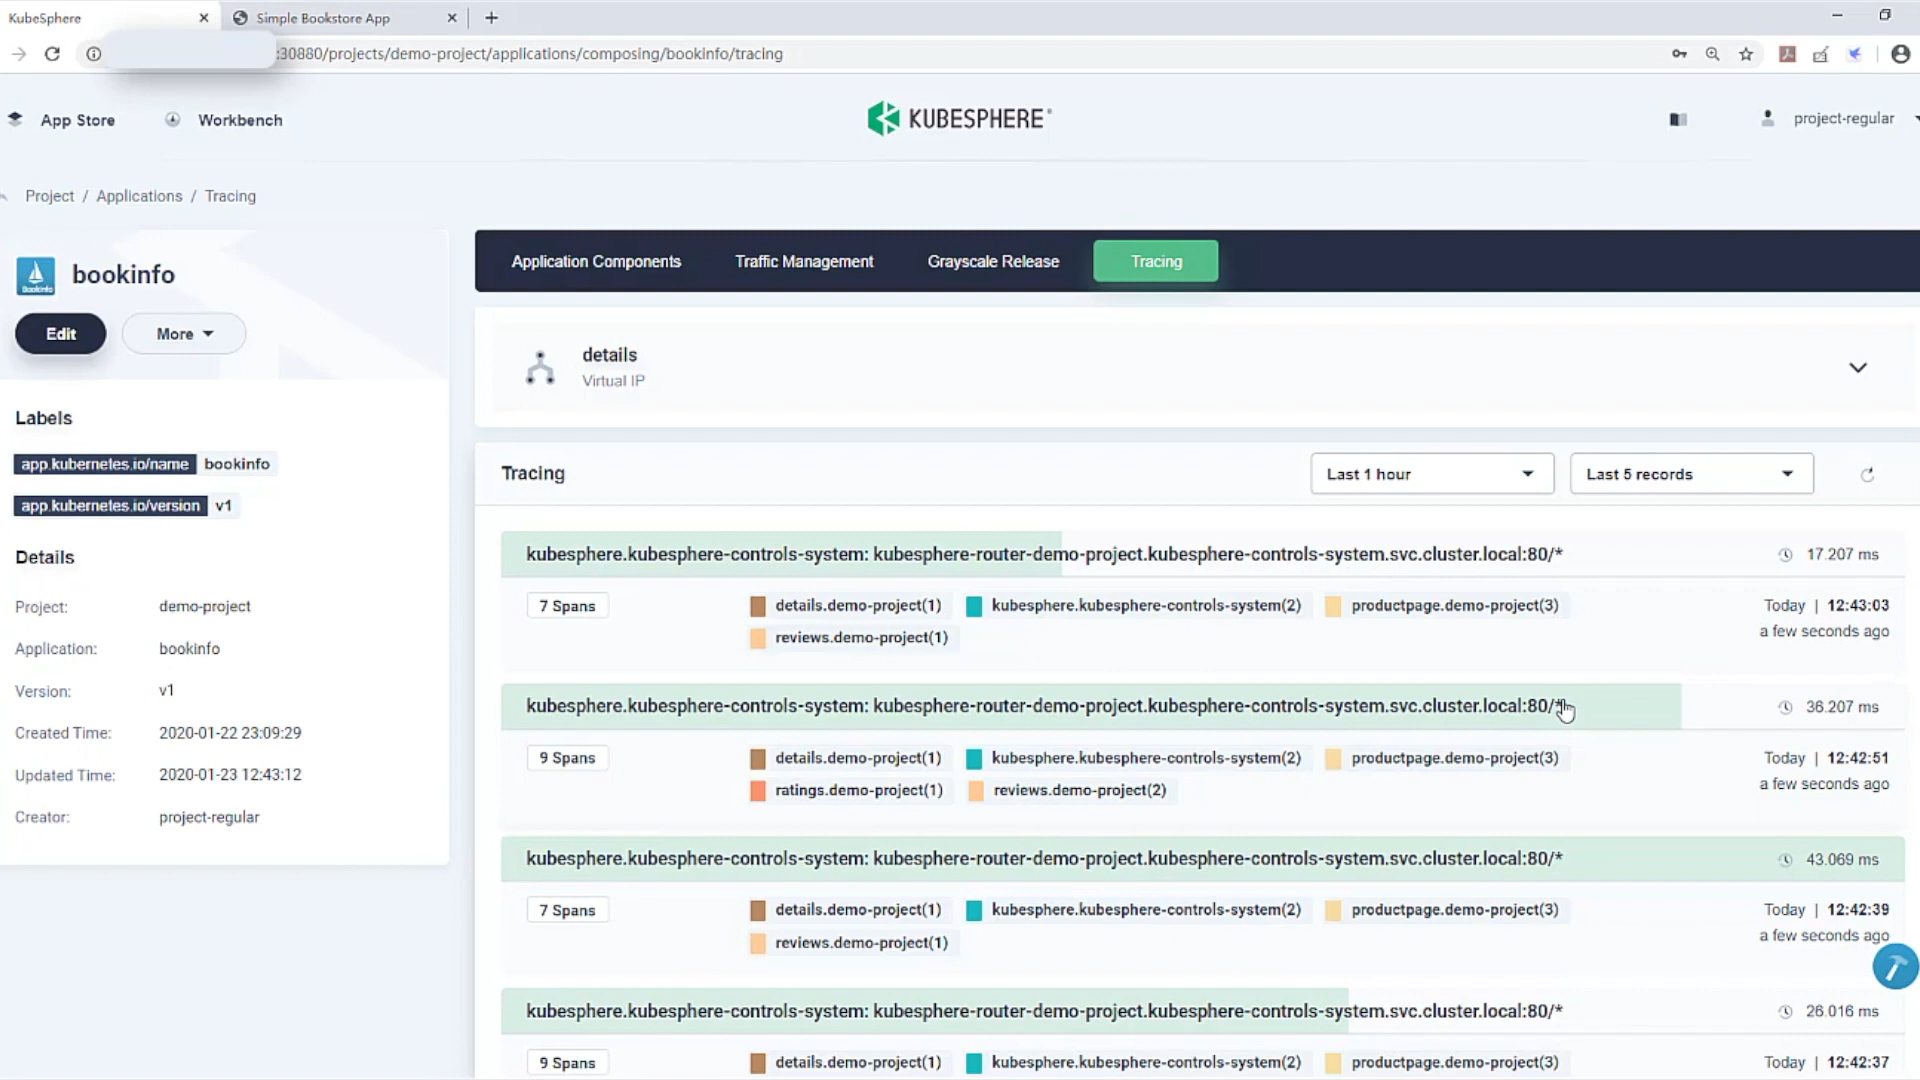 KubeSphere
Simple Bookstore App
:30880/projects/demo-project/applications/composing/bookinfo/tracing
App Store
Workbench
KUBESPHERE®
project-regular
Project / Applications / Tracing
Bookinfo
bookinfo
Edit
More
Labels
app.kubernetes.io/name bookinfo
app.kubernetes.io/version v1
Details
Project: demo-project
Application: bookinfo
Version: v1
Created Time: 2020-01-22 23:09:29
Updated Time: 2020-01-23 12:43:12
Creator: project-regular
Application Components
Traffic Management
Grayscale Release
Tracing
details
Virtual IP
Tracing
Last 1 hour
Last 5 records
kubesphere.kubesphere-controls-system: kubesphere-router-demo-project.kubesphere-controls-system.svc.cluster.local:80/* 17.207 ms
7 Spans details.demo-project(1) kubesphere.kubesphere-controls-system(2) productpage.demo-project(3) Today | 12:43:03
reviews.demo-project(1) a few seconds ago
kubesphere.kubesphere-controls-system: kubesphere-router-demo-project.kubesphere-controls-system.svc.cluster.local:80/* 36.207 ms
9 Spans details.demo-project(1) kubesphere.kubesphere-controls-system(2) productpage.demo-project(3) Today | 12:42:51
ratings.demo-project(1) reviews.demo-project(2) a few seconds ago
kubesphere.kubesphere-controls-system: kubesphere-router-demo-project.kubesphere-controls-system.svc.cluster.local:80/* 43.069 ms
7 Spans details.demo-project(1) kubesphere.kubesphere-controls-system(2) productpage.demo-project(3) Today | 12:42:39
reviews.demo-project(1) a few seconds ago
kubesphere.kubesphere-controls-system: kubesphere-router-demo-project.kubesphere-controls-system.svc.cluster.local:80/* 26.016 ms
9 Spans details.demo-project(1) kubesphere.kubesphere-controls-system(2) productpage.demo-project(3) Today | 12:42:37